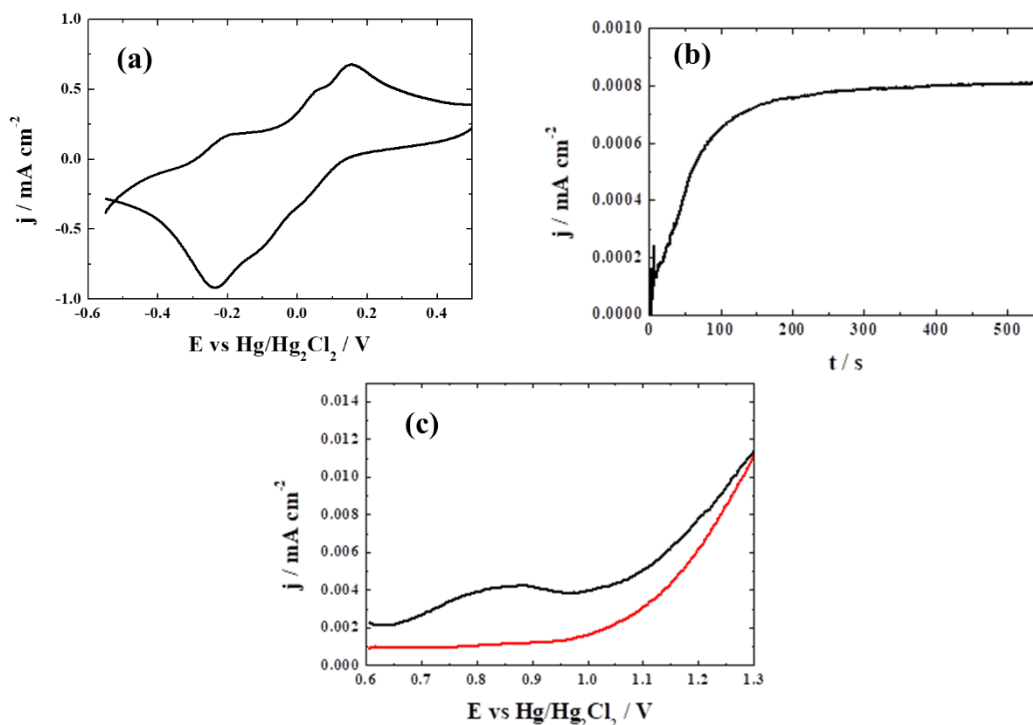 (a)
j / mA cm-2
1.0
0.5
0.0
-0.5
-1.0
-0.6 -0.4 -0.2 0.0 0.2 0.4
E vs Hg/Hg2Cl2 / V
(b)
j / mA cm-2
0.0010
0.0008
0.0006
0.0004
0.0002
0.0000
0 100 200 300 400 500
t / s
(c)
j / mA cm-2
0.014
0.012
0.010
0.008
0.006
0.004
0.002
0.000
0.6 0.7 0.8 0.9 1.0 1.1 1.2 1.3
E vs Hg/Hg2Cl2 / V